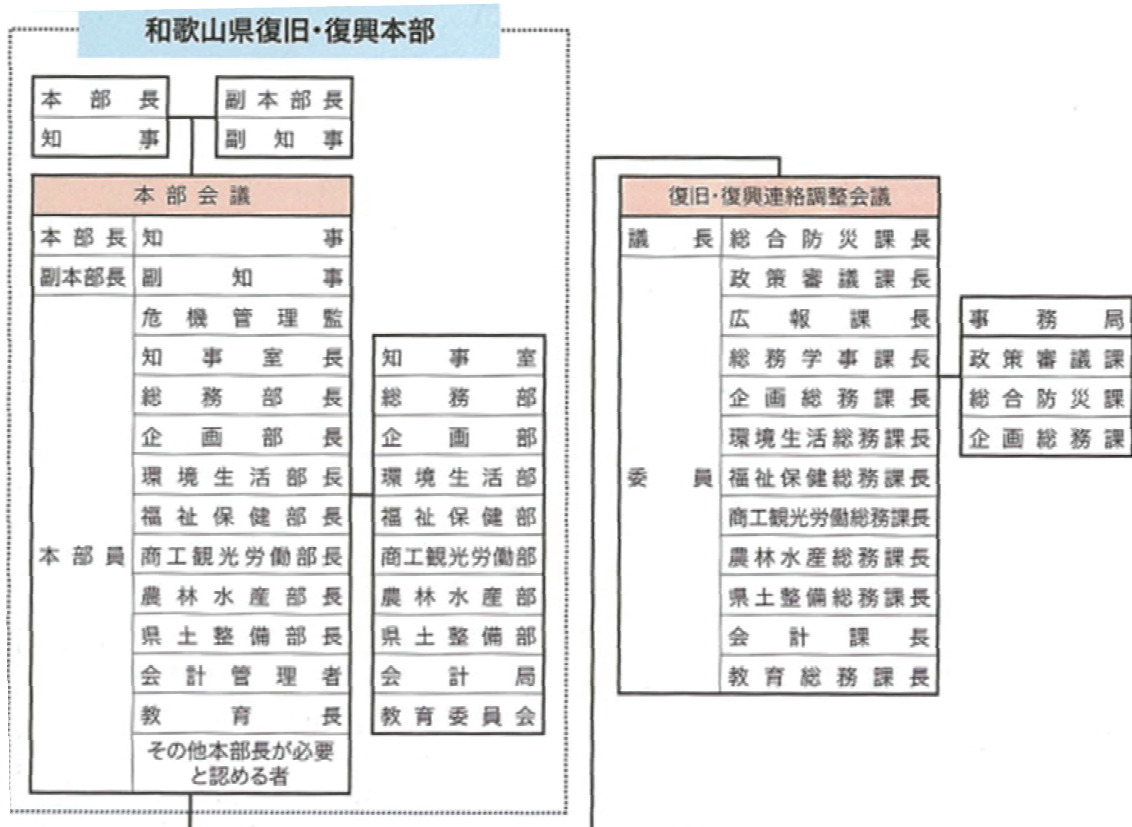 和歌山県復旧・復興本部
本部長
知事
副本部長
副知事
本部会議
本部長 知事
副本部長 副知事
本部員
危機管理監
知事室長
総務部長
企画部長
環境生活部長
福祉保健部長
商工観光労働部長
農林水産部長
県土整備部長
会計管理者
教育長
その他本部長が必要
と認める者
知事室
総務部
企画部
環境生活部
福祉保健部
商工観光労働部
農林水産部
県土整備部
会計局
教育委員会
復旧・復興連絡調整会議
議長 総合防災課長
委員
政策審議課長
広報課長
総務学事課長
企画総務課長
環境生活総務課長
福祉保健総務課長
商工観光労働総務課長
農林水産総務課長
県土整備総務課長
会計課長
教育総務課長
事務局
政策審議課
総合防災課
企画総務課